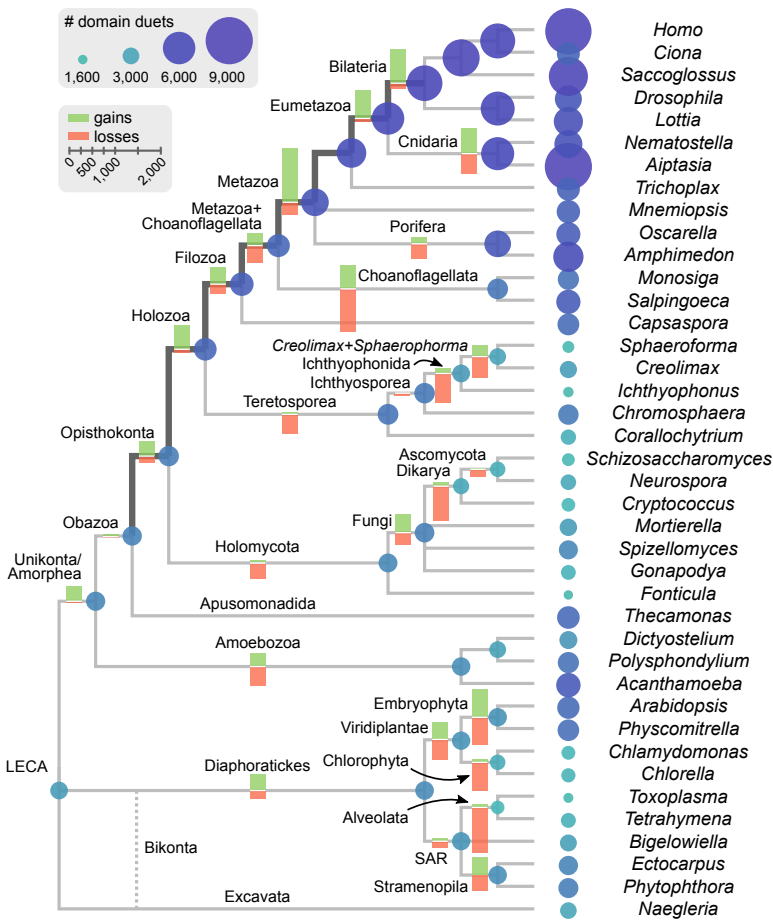 # domain duets
1,600 3,000 6,000 9,000
gains
losses
0 500 1,000 2,000
Homo
Ciona
Saccoglossus
Drosophila
Lottia
Nematostella
Aiptasia
Trichoplax
Mnemiopsis
Oscarella
Amphimedon
Monosiga
Salpingoeca
Capsaspora
Sphaeroforma
Creolimax
Ichthyophonus
Chromosphaera
Corallochytrium
Schizosaccharomyces
Neurospora
Cryptococcus
Mortierella
Spizellomyces
Gonapodya
Fonticula
Thecamonas
Dictyostelium
Polysphondylium
Acanthamoeba
Arabidopsis
Physcomitrella
Chlamydomonas
Chlorella
Toxoplasma
Tetrahymena
Bigelowiella
Ectocarpus
Phytophthora
Naegleria
Bilateria
Eumetazoa
Cnidaria
Metazoa
Metazoa+
Choanoflagellata
Porifera
Filozoa
Choanoflagellata
Holozoa
Creolimax+Sphaerophorma
Ichthyophonida
Ichthyosporea
Teretosporea
Opisthokonta
Ascomycota
Dikarya
Fungi
Obazoa
Holomycota
Unikonta/
Amorphea
Apusomonadida
Amoebozoa
Embryophyta
Viridiplantae
LECA
Diaphoratickes
Chlorophyta
Alveolata
Bikonta
SAR
Stramenopila
Excavata